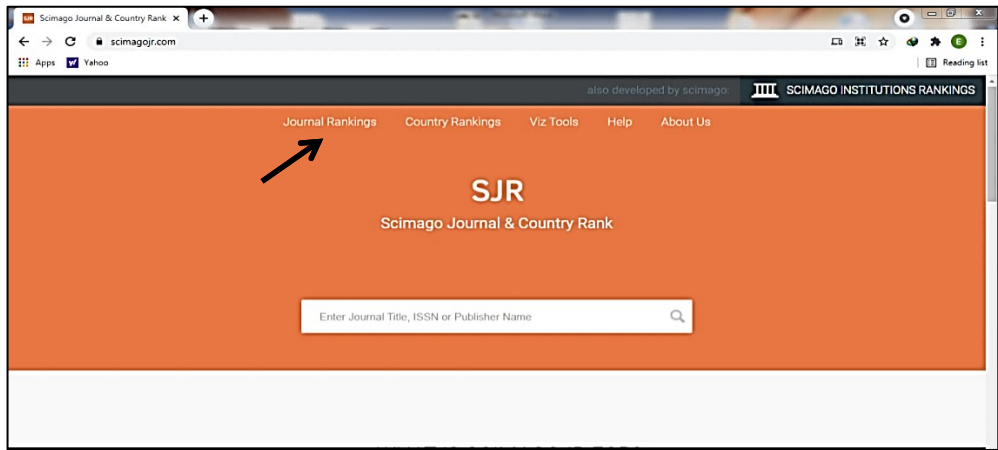 Scimago Journal & Country Rank
scimagojr.com
E
Apps Yahoo Reading list
also developed by scimago: SCIMAGO INSTITUTIONS RANKINGS
Journal Rankings Country Rankings Viz Tools Help About Us
SJR
Scimago Journal & Country Rank
Enter Journal Title, ISSN or Publisher Name